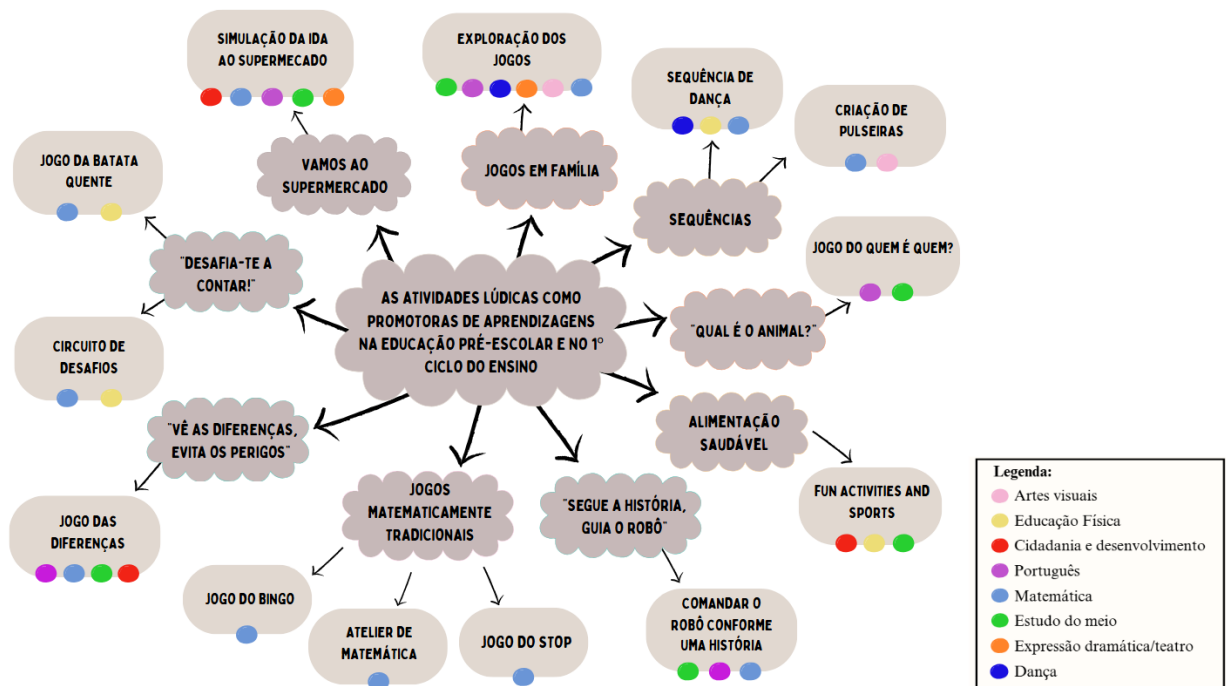 SIMULAÇÃO DA IDA
AO SUPERMECADO
EXPLORAÇÃO DOS
JOGOS
SEQUÊNCIA DE
DANÇA
CRIAÇÃO DE
PULSEIRAS
JOGO DA BATATA
QUENTE
VAMOS AO
SUPERMERCADO
JOGOS EM FAMÍLIA
SEQUÊNCIAS
JOGO DO QUEM É QUEM?
"DESAFIA-TE A
CONTAR!"
AS ATIVIDADES LÚDICAS COMO
PROMOTORAS DE APRENDIZAGENS
NA EDUCAÇÃO PRÉ-ESCOLAR E NO 1º
CICLO DO ENSINO
"QUAL É O ANIMAL?"
CIRCUITO DE
DESAFIOS
"VÊ AS DIFERENÇAS,
EVITA OS PERIGOS"
ALIMENTAÇÃO
SAUDÁVEL
JOGOS
MATEMATICAMENTE
TRADICIONAIS
"SEGUE A HISTÓRIA,
GUIA O ROBÔ"
FUN ACTIVITIES AND
SPORTS
JOGO DAS
DIFERENÇAS
JOGO DO BINGO
ATELIER DE
MATEMÁTICA
JOGO DO STOP
COMANDAR O
ROBÔ CONFORME
UMA HISTÓRIA
Legenda:
Artes visuais
Educação Física
Cidadania e desenvolvimento
Português
Matemática
Estudo do meio
Expressão dramática/teatro
Dança